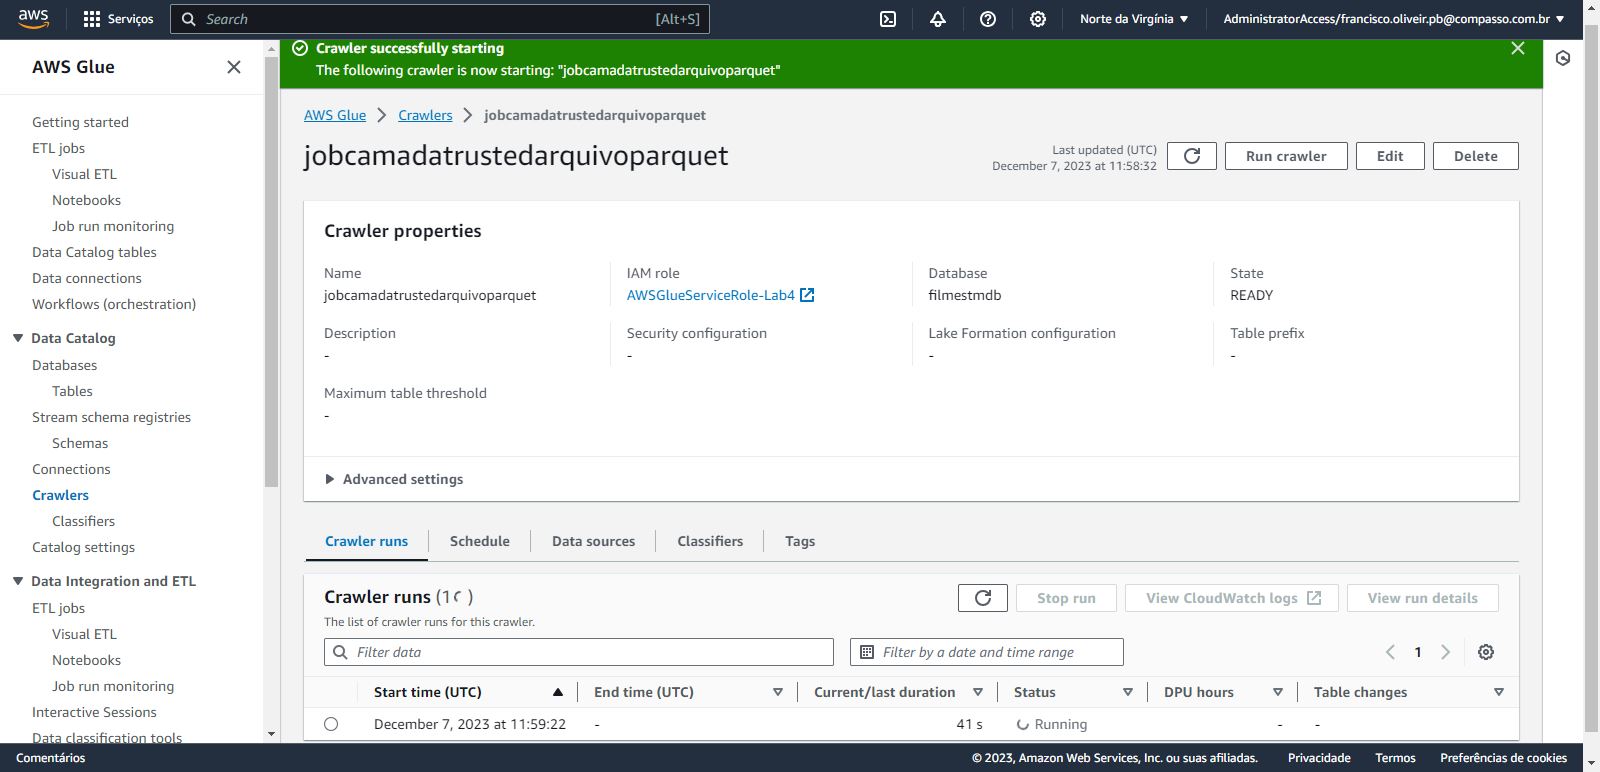 aws
Serviços
Search
[Alt+S]
Norte da Virgínia
AdministratorAccess/francisco.oliveir.pb@compasso.com.br
AWS Glue
Getting started
ETL jobs
Visual ETL
Notebooks
Job run monitoring
Data Catalog tables
Data connections
Workflows (orchestration)
Data Catalog
Databases
Tables
Stream schema registries
Schemas
Connections
Crawlers
Classifiers
Catalog settings
Data Integration and ETL
ETL jobs
Visual ETL
Notebooks
Job run monitoring
Interactive Sessions
Data classification tools
Crawler successfully starting
The following crawler is now starting: "jobcamadatrustedarquivoparquet"
AWS Glue > Crawlers > jobcamadatrustedarquivoparquet
jobcamadatrustedarquivoparquet
Last updated (UTC)
December 7, 2023 at 11:58:32
Run crawler
Edit
Delete
Crawler properties
Name
jobcamadatrustedarquivoparquet
IAM role
AWSGlueServiceRole-Lab4
Database
filmestmdb
State
READY
Description
-
Security configuration
-
Lake Formation configuration
-
Table prefix
-
Maximum table threshold
-
Advanced settings
Crawler runs
Schedule
Data sources
Classifiers
Tags
Crawler runs (1 )
The list of crawler runs for this crawler.
Stop run
View CloudWatch logs
View run details
Filter data
Filter by a date and time range
1
Start time (UTC) End time (UTC) Current/last duration Status DPU hours Table changes
December 7, 2023 at 11:59:22 - 41 s Running - -
Comentários
© 2023, Amazon Web Services, Inc. ou suas afiliadas.
Privacidade
Termos
Preferências de cookies